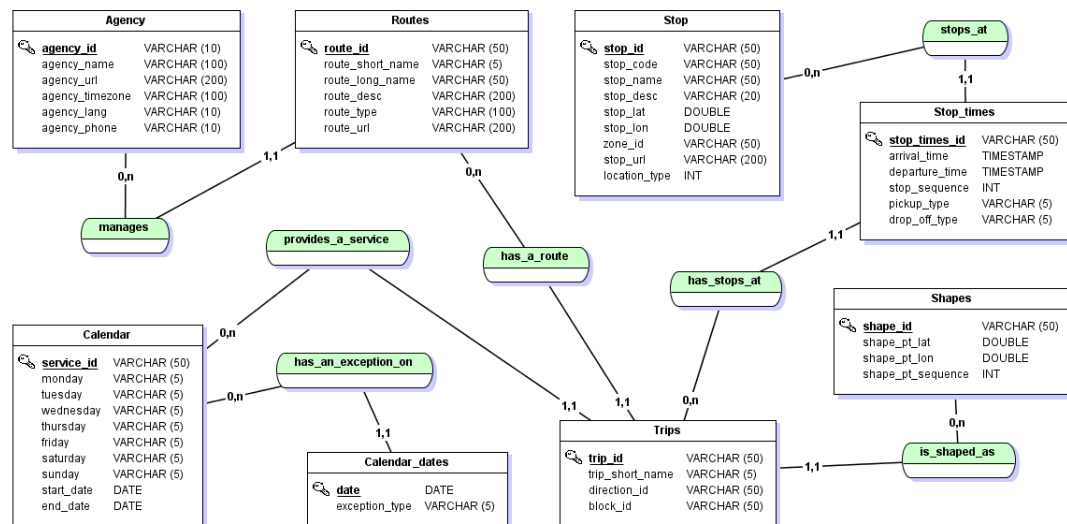 Agency
agency_id VARCHAR (10)
agency_name VARCHAR (100)
agency_url VARCHAR (200)
agency_timezone VARCHAR (100)
agency_lang VARCHAR (10)
agency_phone VARCHAR (10)
Routes
route_id VARCHAR (50)
route_short_name VARCHAR (5)
route_long_name VARCHAR (50)
route_desc VARCHAR (200)
route_type VARCHAR (100)
route_url VARCHAR (200)
Stop
stop_id VARCHAR (50)
stop_code VARCHAR (50)
stop_name VARCHAR (50)
stop_desc VARCHAR (20)
stop_lat DOUBLE
stop_lon DOUBLE
zone_id VARCHAR (50)
stop_url VARCHAR (200)
location_type INT
stops_at
0,n
1,1
Stop_times
stop_times_id VARCHAR (50)
arrival_time TIMESTAMP
departure_time TIMESTAMP
stop_sequence INT
pickup_type VARCHAR (5)
drop_off_type VARCHAR (5)
0,n
1,1
manages
0,n
has_a_route
1,1
provides_a_service
0,n
1,1
1,1
has_stops_at
0,n
Calendar
service_id VARCHAR (50)
monday VARCHAR (5)
tuesday VARCHAR (5)
wednesday VARCHAR (5)
thursday VARCHAR (5)
friday VARCHAR (5)
saturday VARCHAR (5)
sunday VARCHAR (5)
start_date DATE
end_date DATE
has_an_exception_on
0,n
1,1
Calendar_dates
date DATE
exception_type VARCHAR (5)
Shapes
shape_id VARCHAR (50)
shape_pt_lat DOUBLE
shape_pt_lon DOUBLE
shape_pt_sequence INT
0,n
is_shaped_as
1,1
Trips
trip_id VARCHAR (50)
trip_short_name VARCHAR (5)
direction_id VARCHAR (50)
block_id VARCHAR (50)